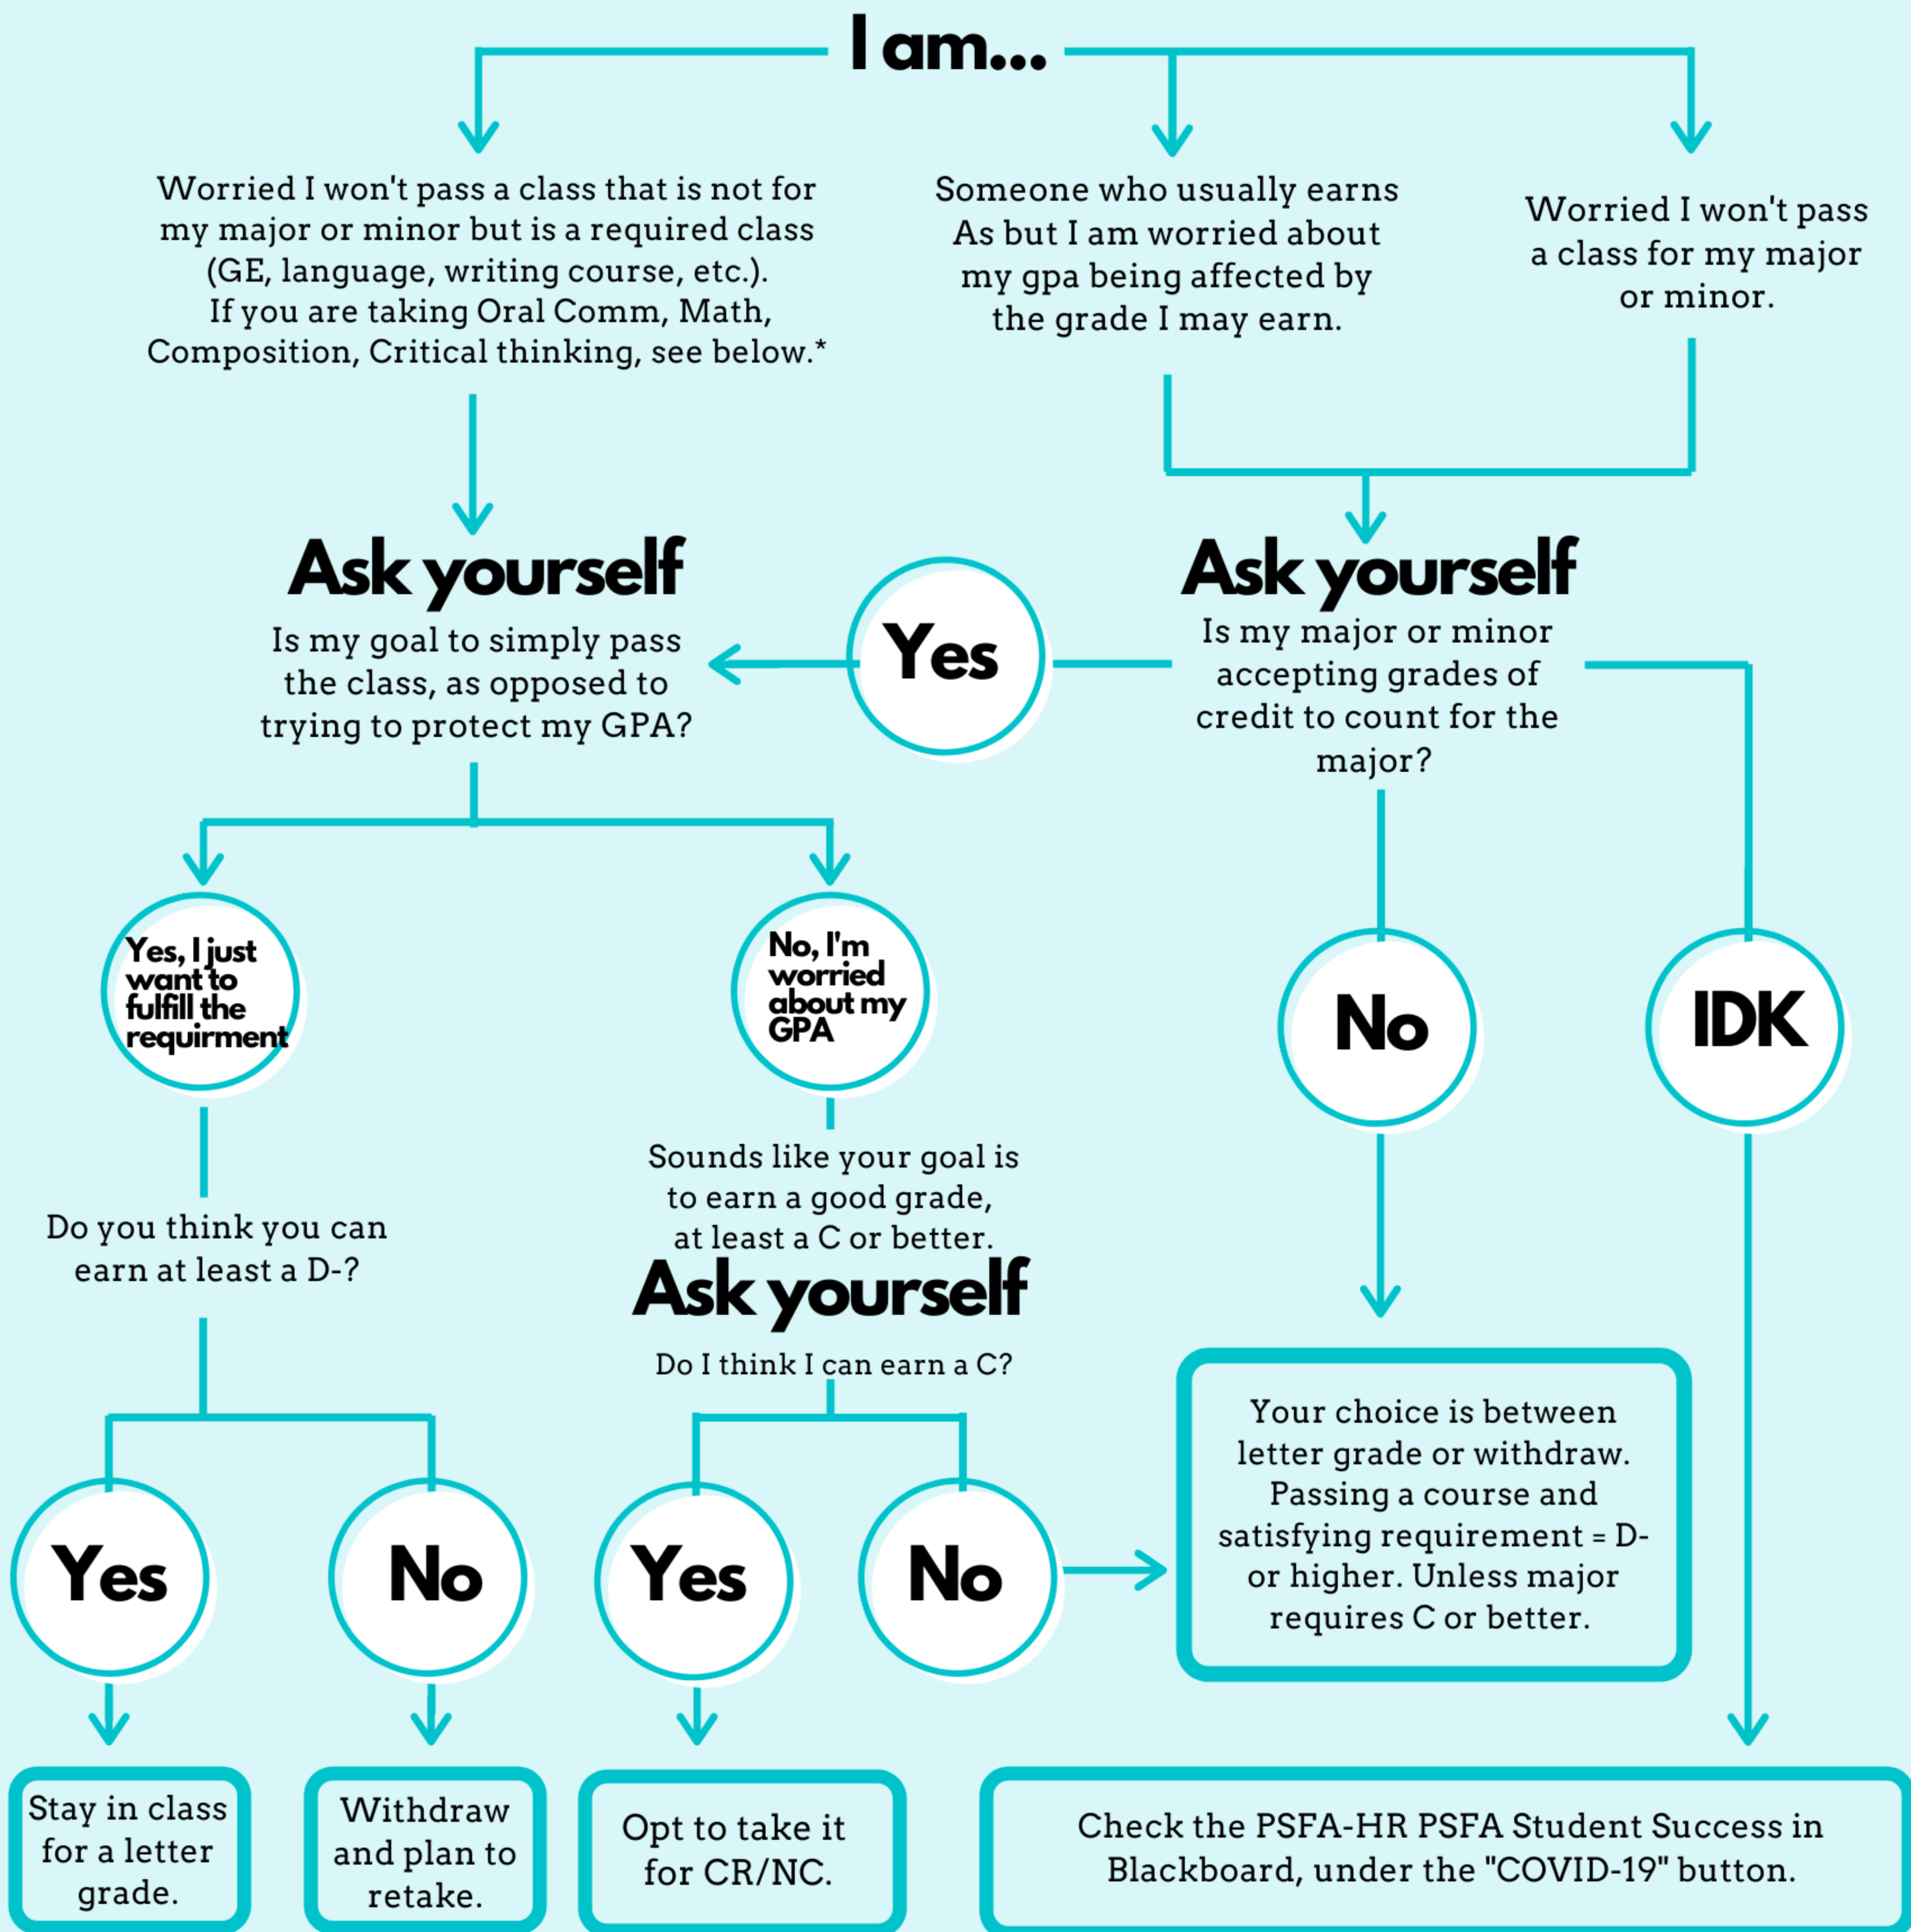 I am...
Worried I won't pass a class that is not for
my major or minor but is a required class
(GE, language, writing course, etc.).
If you are taking Oral Comm, Math,
Composition, Critical thinking, see below.*
Someone who usually earns
As but I am worried about
my gpa being affected by
the grade I may earn.
Worried I won't pass
a class for my major
or minor.
Ask yourself
Is my goal to simply pass
the class, as opposed to
trying to protect my GPA?
Yes
Ask yourself
Is my major or minor
accepting grades of
credit to count for the
major?
Yes, I just
want to
fulfill the
requirment
No, I'm
worried
about my
GPA
No
IDK
Do you think you can
earn at least a D-?
Sounds like your goal is
to earn a good grade,
at least a C or better.
Ask yourself
Do I think I can earn a C?
Yes
No
Yes
No
Your choice is between
letter grade or withdraw.
Passing a course and
satisfying requirement = D-
or higher. Unless major
requires C or better.
Stay in class
for a letter
grade.
Withdraw
and plan to
retake.
Opt to take it
for CR/NC.
Check the PSFA-HR PSFA Student Success in
Blackboard, under the "COVID-19" button.